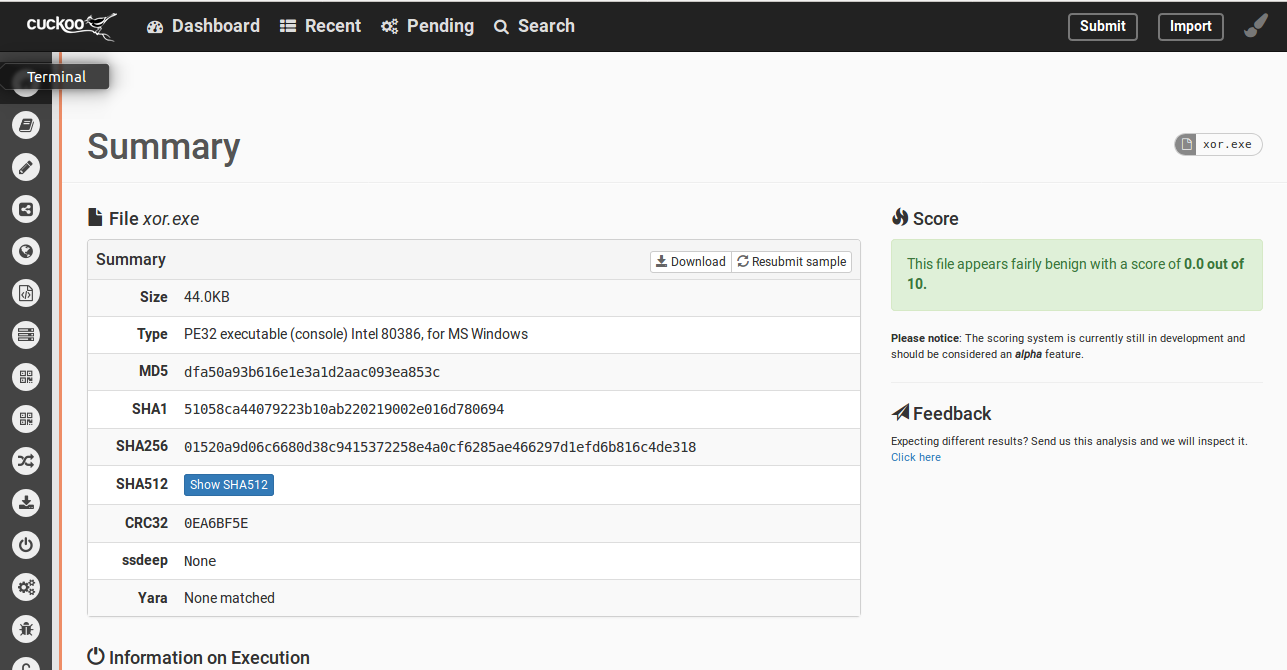 cuckoo Dashboard Recent Pending Search Submit Import
Terminal
Summary
xor.exe
File xor.exe
Score
Summary
Download Resubmit sample
This file appears fairly benign with a score of 0.0 out of
10.
Size 44.0KB
Type PE32 executable (console) Intel 80386, for MS Windows
Please notice: The scoring system is currently still in development and
should be considered an alpha feature.
MD5 dfa50a93b616e1e3a1d2aac093ea853c
SHA1 51058ca44079223b10ab220219002e016d780694
Feedback
SHA256 01520a9d06c6680d38c9415372258e4a0cf6285ae466297d1efd6b816c4de318
Expecting different results? Send us this analysis and we will inspect it.
Click here
SHA512 Show SHA512
CRC32 0EA6BF5E
ssdeep None
Yara None matched
Information on Execution